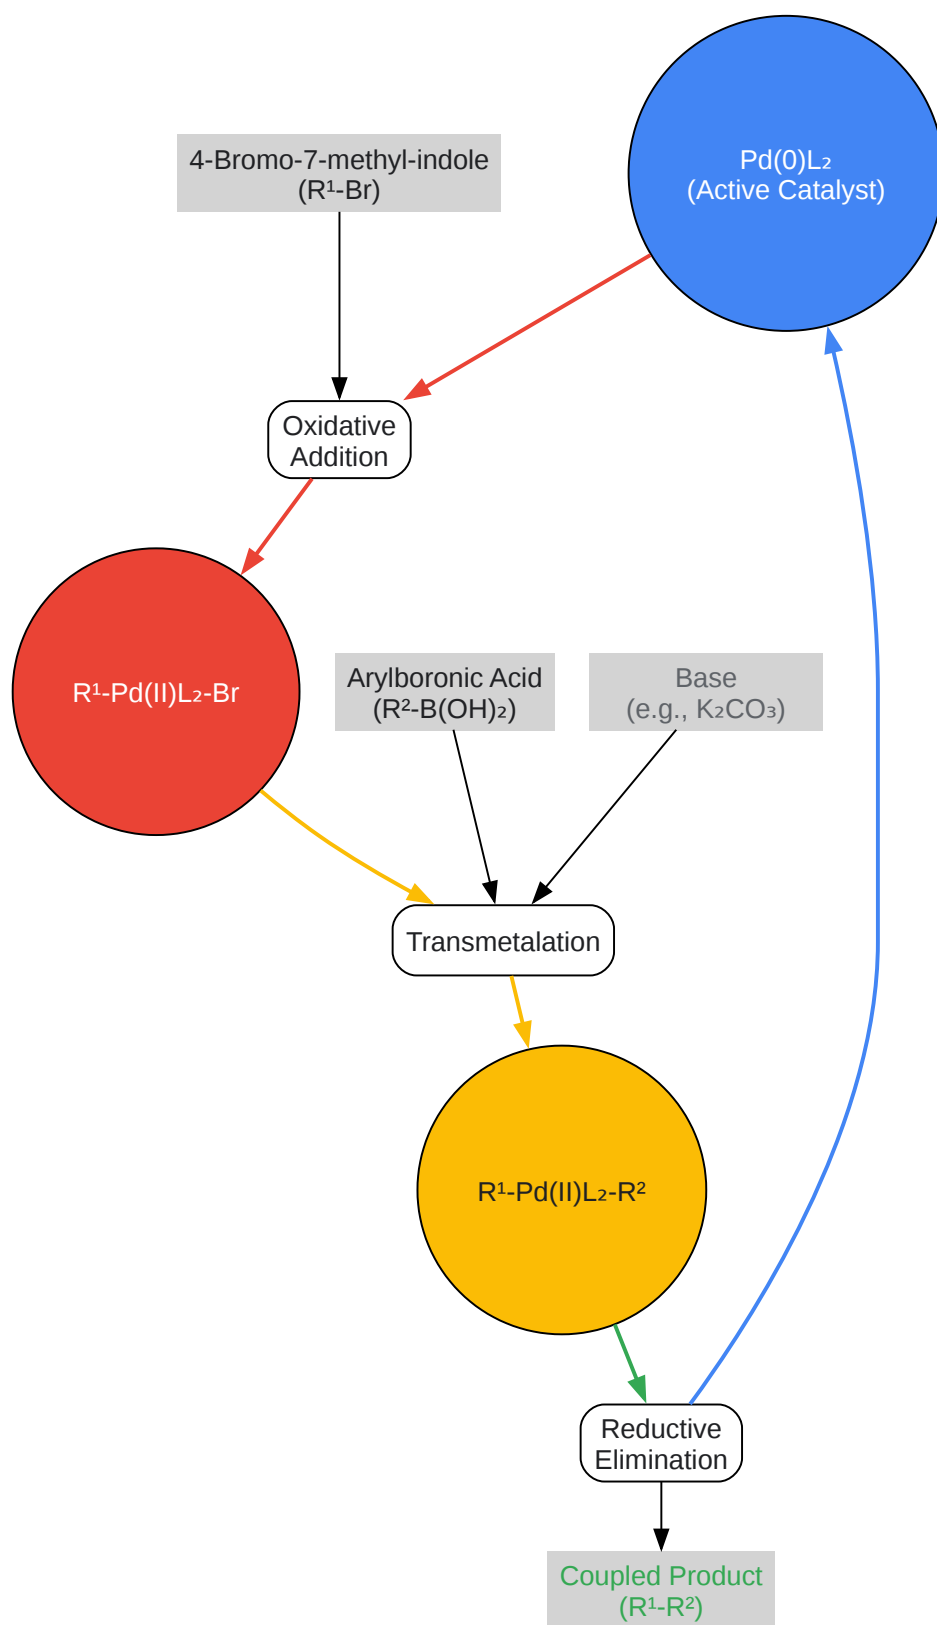 4-Bromo-7-methyl-indole
(R¹-Br)
Pd(0)L₂
(Active Catalyst)
Oxidative
Addition
R¹-Pd(II)L₂-Br
Arylboronic Acid
(R²-B(OH)₂)
Base
(e.g., K₂CO₃)
Transmetalation
R¹-Pd(II)L₂-R²
Reductive
Elimination
Coupled Product
(R¹-R²)